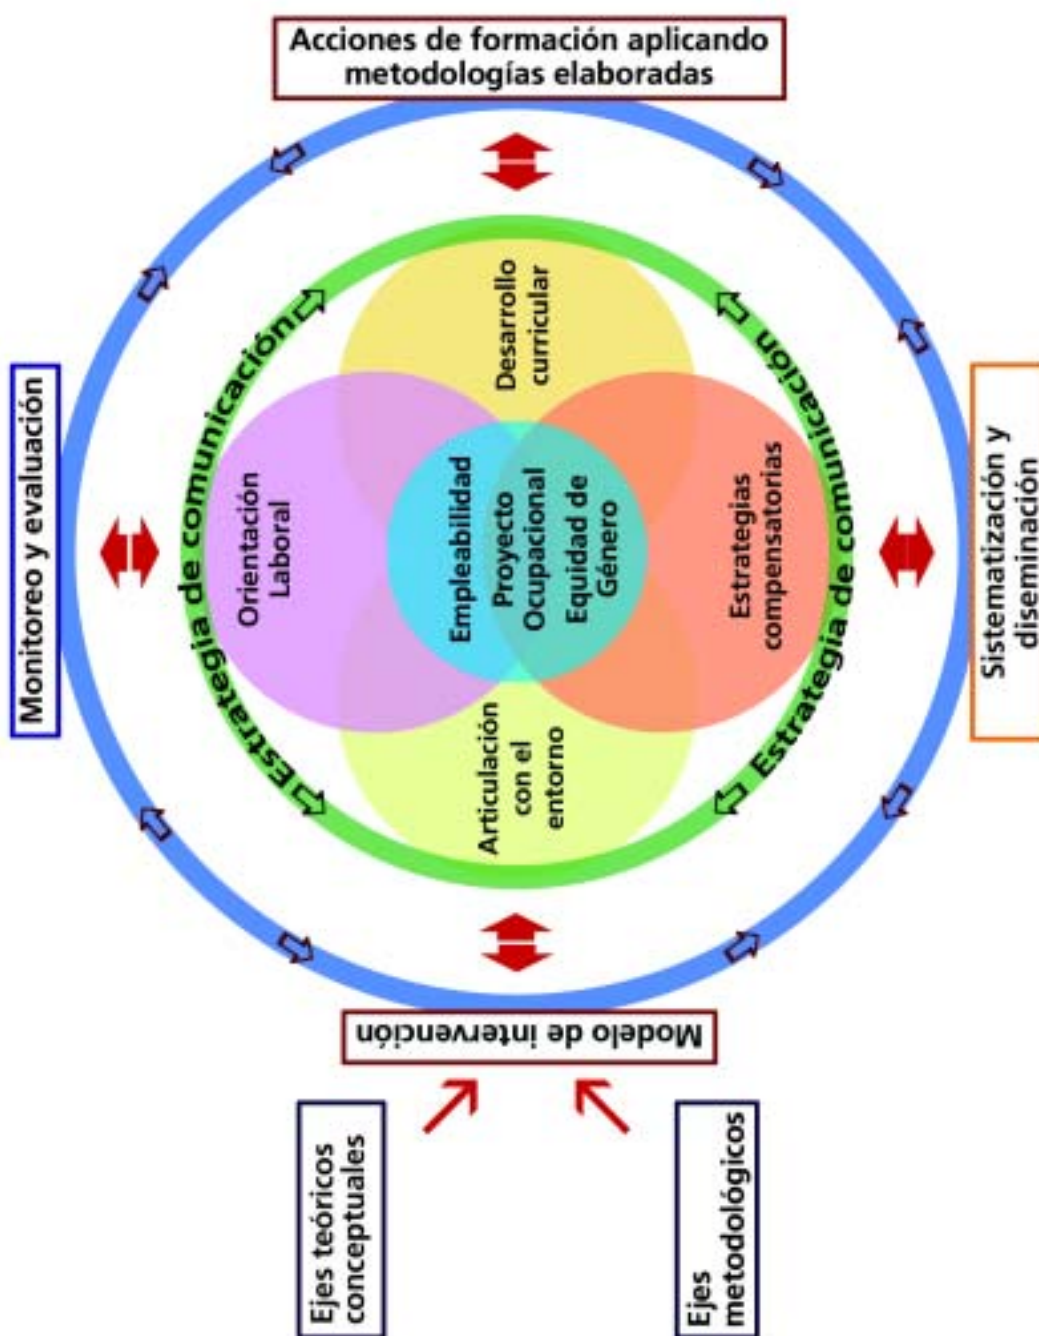 Acciones de formación aplicando
metodologías elaboradas
Monitoreo y evaluación
Estrategia de comunicación
Orientación
Laboral
Desarrollo
curricular
Empleabilidad
Proyecto
Ocupacional
Equidad de
Género
Articulación
con el
entorno
Estrategias
compensatorias
Estrategia de comunicación
Sistematización y
diseminación
Modelo de intervención
Ejes teóricos
conceptuales
Ejes
metodológicos